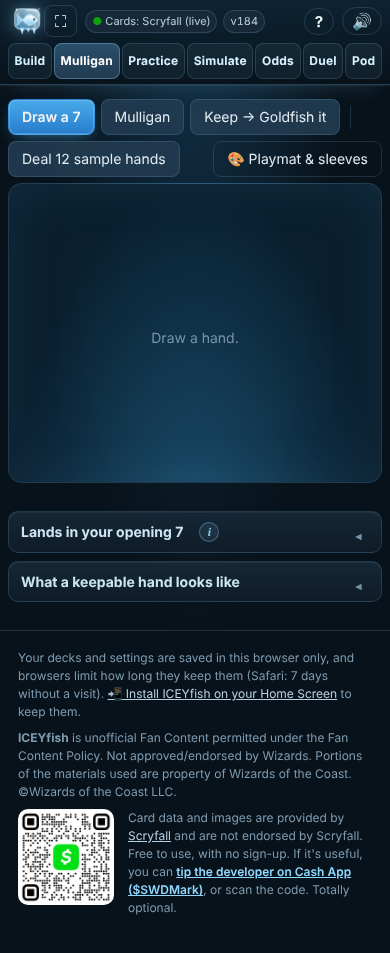 Cards: Scryfall (live)
v184
?
Build
Mulligan
Practice
Simulate
Odds
Duel
Pod
Draw a 7
Mulligan
Keep → Goldfish it
Deal 12 sample hands
🎨 Playmat & sleeves
Draw a hand.
Lands in your opening 7
i
What a keepable hand looks like
Your decks and settings are saved in this browser only, and
browsers limit how long they keep them (Safari: 7 days
without a visit). 📲 Install ICEYfish on your Home Screen to
keep them.
ICEYfish is unofficial Fan Content permitted under the Fan
Content Policy. Not approved/endorsed by Wizards. Portions
of the materials used are property of Wizards of the Coast.
©Wizards of the Coast LLC.
Card data and images are provided by
Scryfall and are not endorsed by Scryfall.
Free to use, with no sign-up. If it's useful,
you can tip the developer on Cash App
($SWDMark), or scan the code. Totally
optional.
$